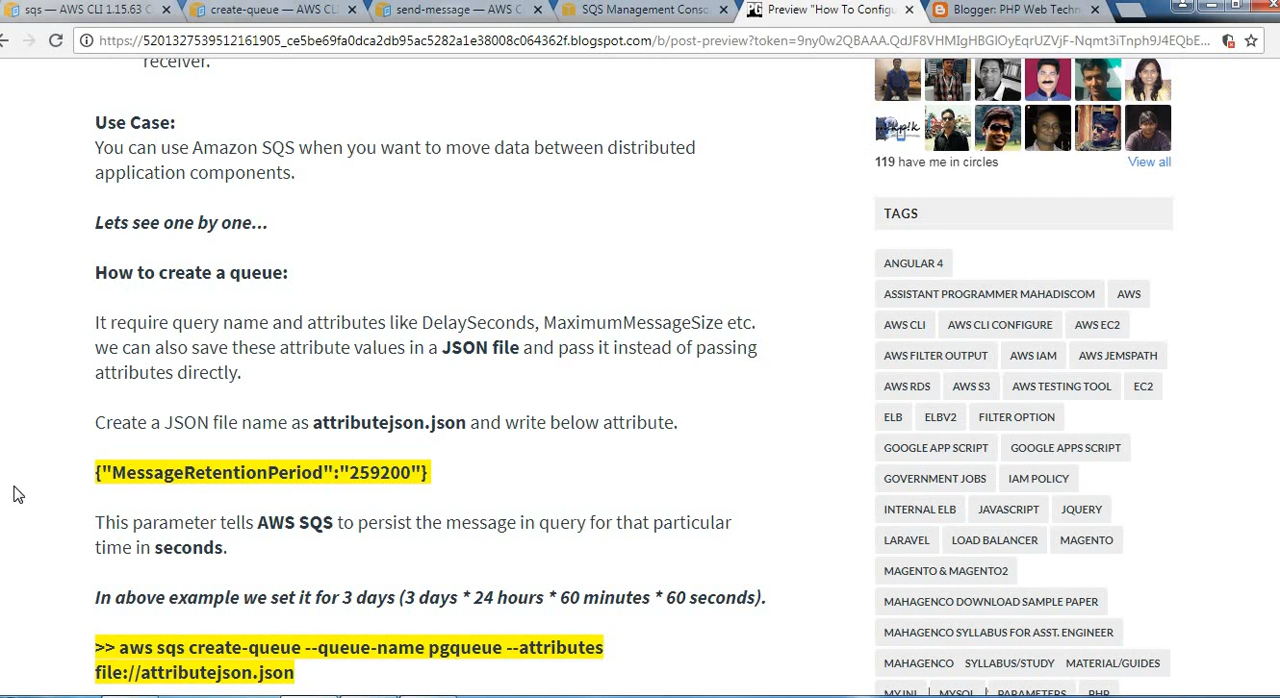 sqs — AWS CLI 1.15.63 C
create-queue — AWS CLI
send-message — AWS C
SQS Management Conso
Preview "How To Configu
Blogger: PHP Web Techn
https://5201327539512161905_ce5be69fa0dca2db95ac5282a1e38008c064362f.blogspot.com/b/post-preview?token=9ny0w2QBAAA.QdJF8VHMIgHBGlOyEqrUZVjF-Nqmt3iTnph9J4EQbE...
receiver.
Use Case:
You can use Amazon SQS when you want to move data between distributed
application components.
Lets see one by one...
How to create a queue:
It require query name and attributes like DelaySeconds, MaximumMessageSize etc.
we can also save these attribute values in a JSON file and pass it instead of passing
attributes directly.
Create a JSON file name as attributejson.json and write below attribute.
{"MessageRetentionPeriod":"259200"}
This parameter tells AWS SQS to persist the message in query for that particular
time in seconds.
In above example we set it for 3 days (3 days * 24 hours * 60 minutes * 60 seconds).
>> aws sqs create-queue --queue-name pgqueue --attributes
file://attributejson.json
119 have me in circles View all
TAGS
ANGULAR 4
ASSISTANT PROGRAMMER MAHADISCOM AWS
AWS CLI AWS CLI CONFIGURE AWS EC2
AWS FILTER OUTPUT AWS IAM AWS JEMSPATH
AWS RDS AWS S3 AWS TESTING TOOL EC2
ELB ELBV2 FILTER OPTION
GOOGLE APP SCRIPT GOOGLE APPS SCRIPT
GOVERNMENT JOBS IAM POLICY
INTERNAL ELB JAVASCRIPT JQUERY
LARAVEL LOAD BALANCER MAGENTO
MAGENTO & MAGENTO2
MAHAGENCO DOWNLOAD SAMPLE PAPER
MAHAGENCO SYLLABUS FOR ASST. ENGINEER
MAHAGENCO SYLLABUS/STUDY MATERIAL/GUIDES
MY.INI MYSQL PARAMETERS PHP